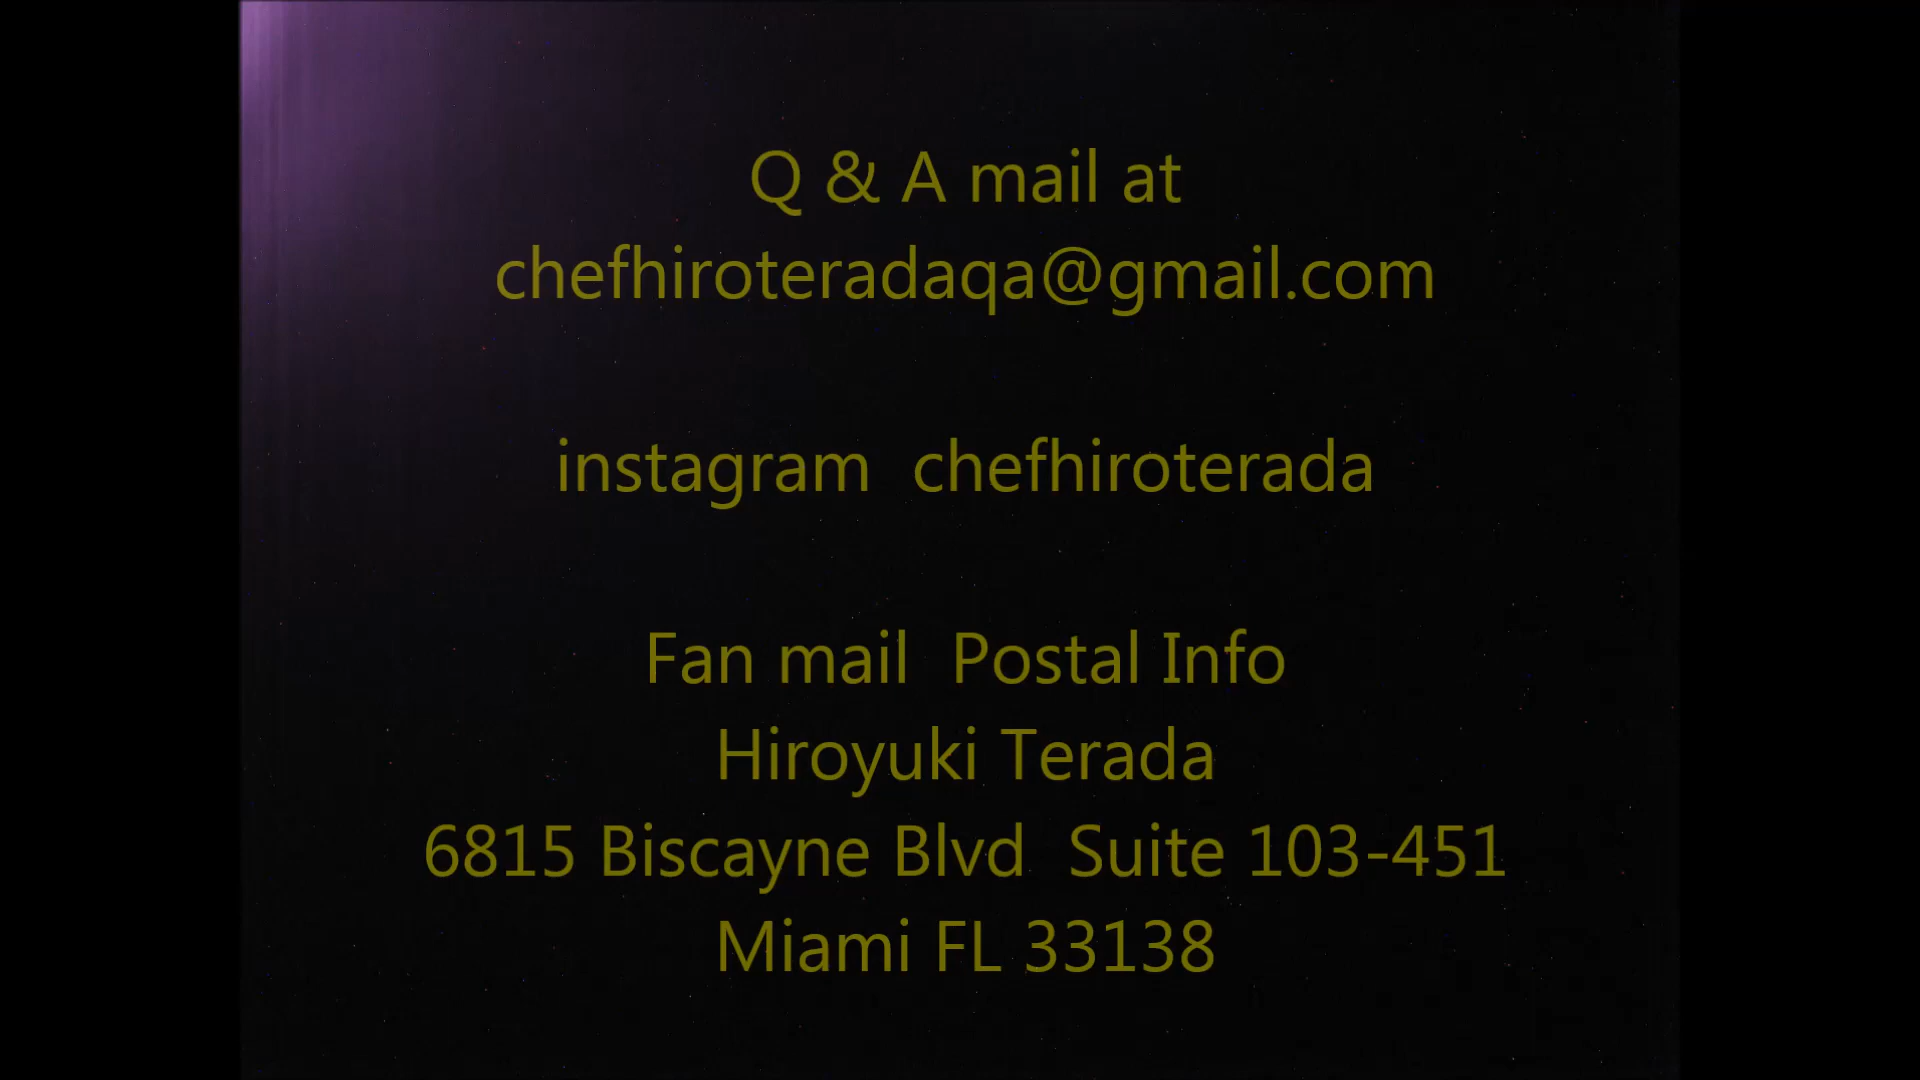 Q & A mail at
chefhiroteradaqa@gmail.com
instagram  chefhiroterada
Fan mail  Postal Info
Hiroyuki Terada
6815 Biscayne Blvd  Suite 103-451
Miami FL 33138